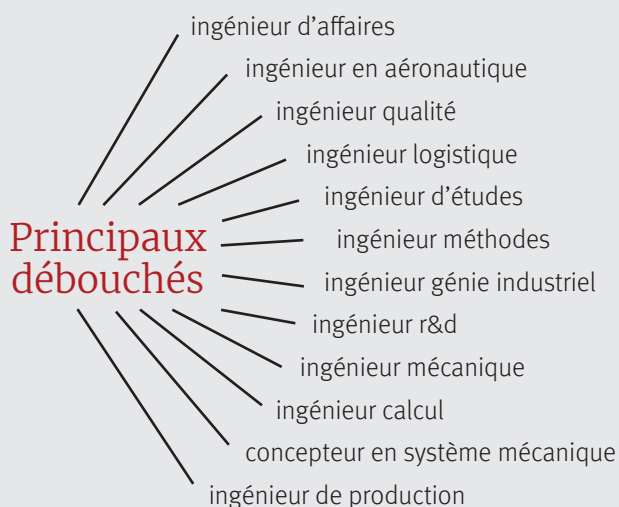 ingénieur d'affaires
ingénieur en aéronautique
ingénieur qualité
ingénieur logistique
ingénieur d'études
Principaux
débouchés
ingénieur méthodes
ingénieur génie industriel
ingénieur r&d
ingénieur mécanique
ingénieur calcul
concepteur en système mécanique
ingénieur de production